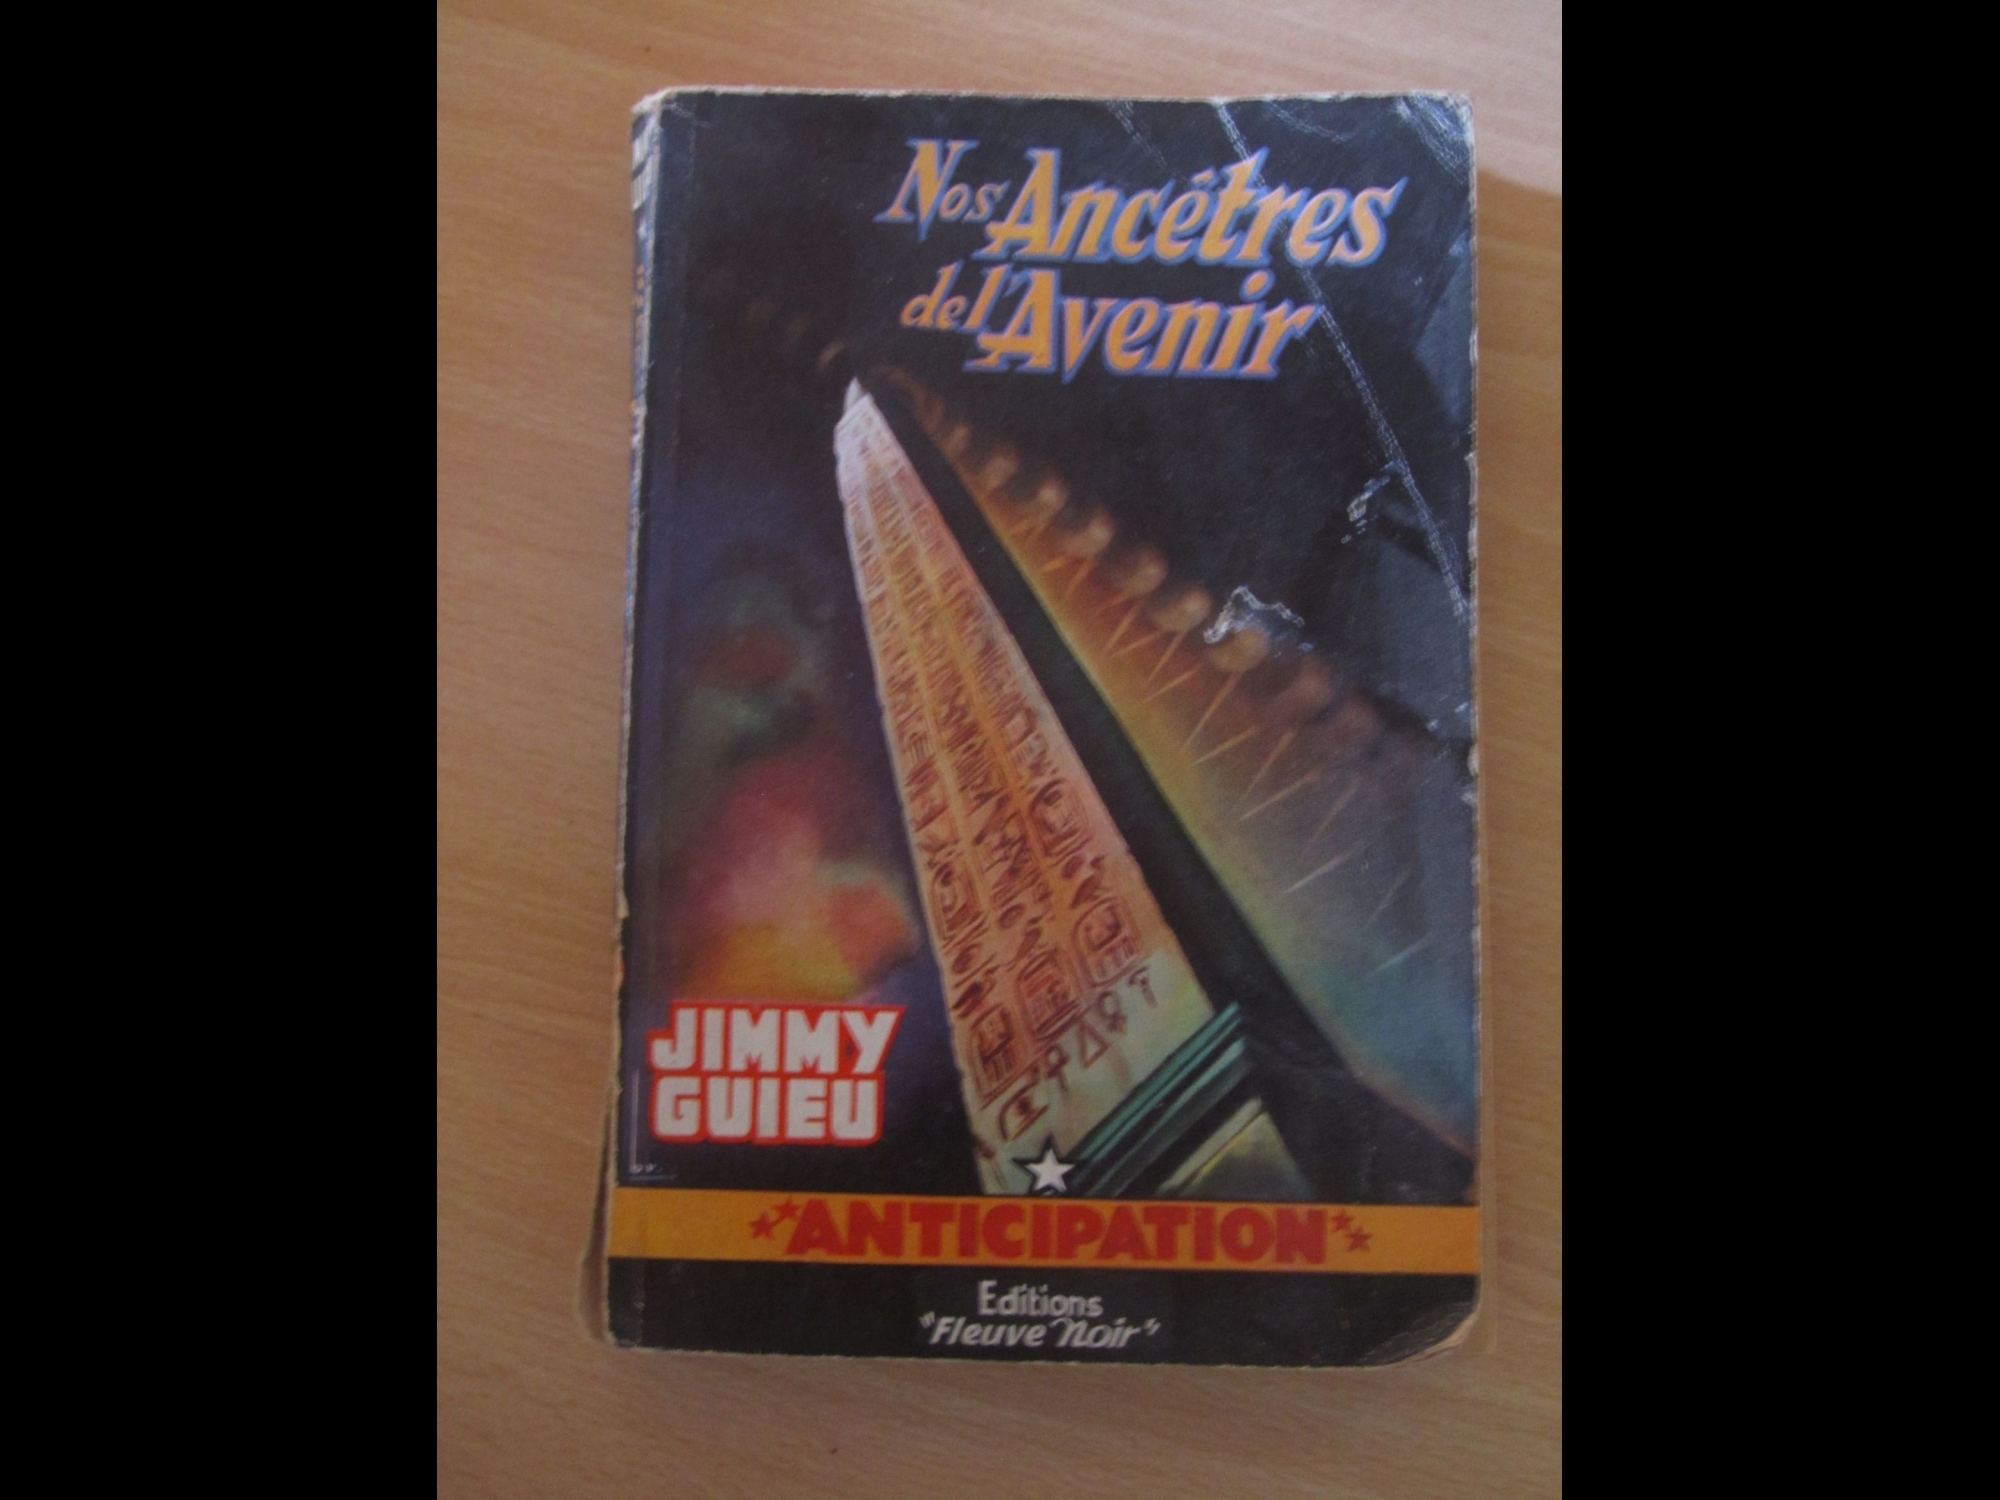 Nos Ancêtres
de l'Avenir
JIMMY
GUIEU
ANTICIPATION
Editions
"Fleuve Noir"